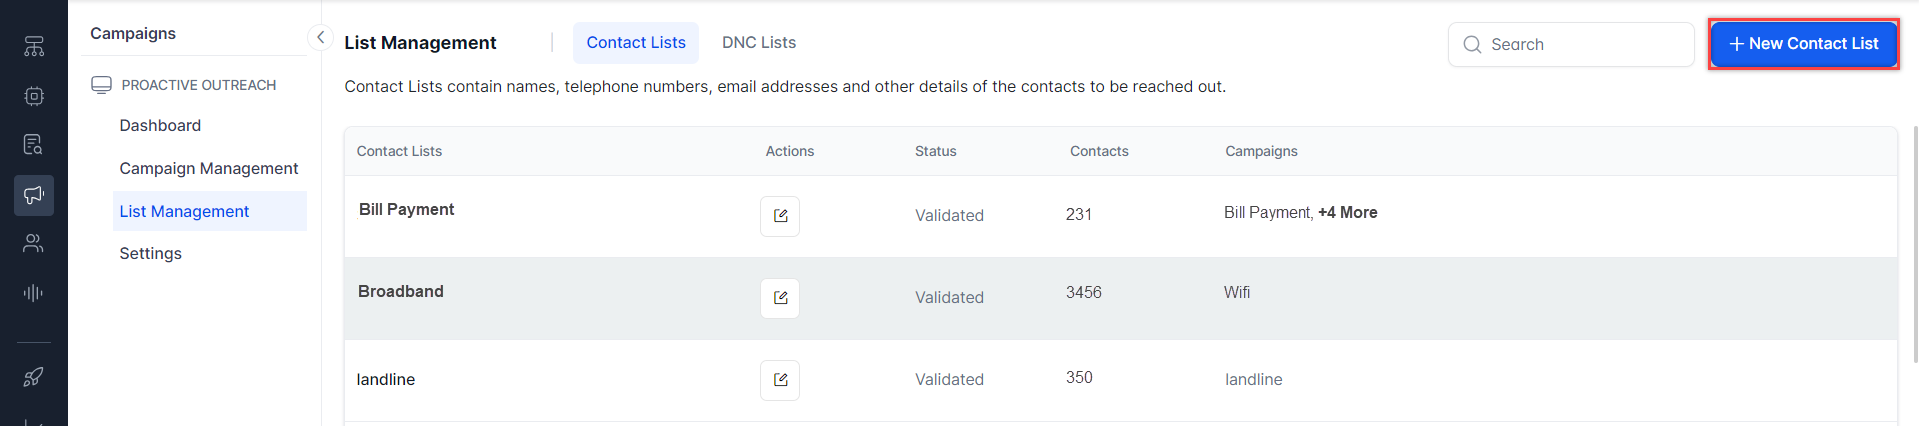 Campaigns
PROACTIVE OUTREACH
Dashboard
Campaign Management
List Management
Settings
List Management
Contact Lists
DNC Lists
Search
New Contact List
Contact Lists contain names, telephone numbers, email addresses and other details of the contacts to be reached out.
Contact Lists Actions Status Contacts Campaigns
Bill Payment Validated 231 Bill Payment, +4 More
Broadband Validated 3456 Wifi
landline Validated 350 landline